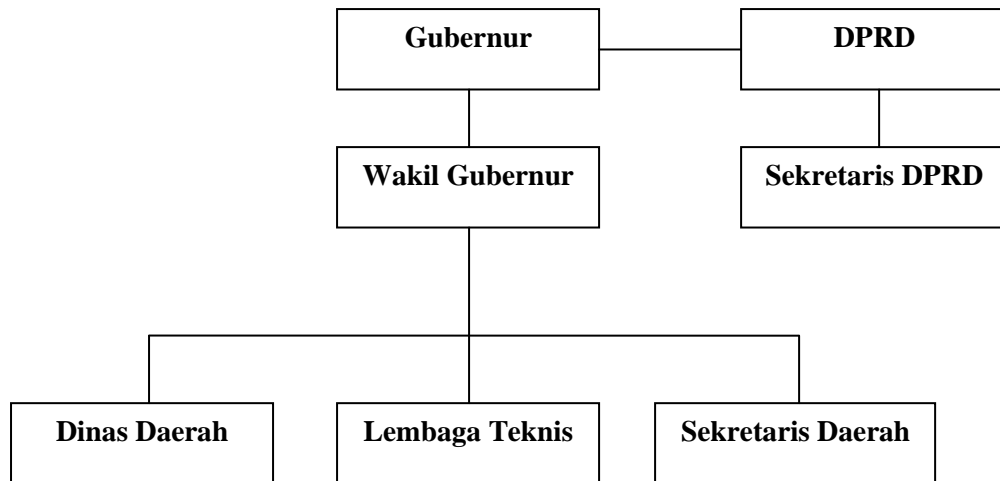 Gubernur
DPRD
Wakil Gubernur
Sekretaris DPRD
Dinas Daerah
Lembaga Teknis
Sekretaris Daerah